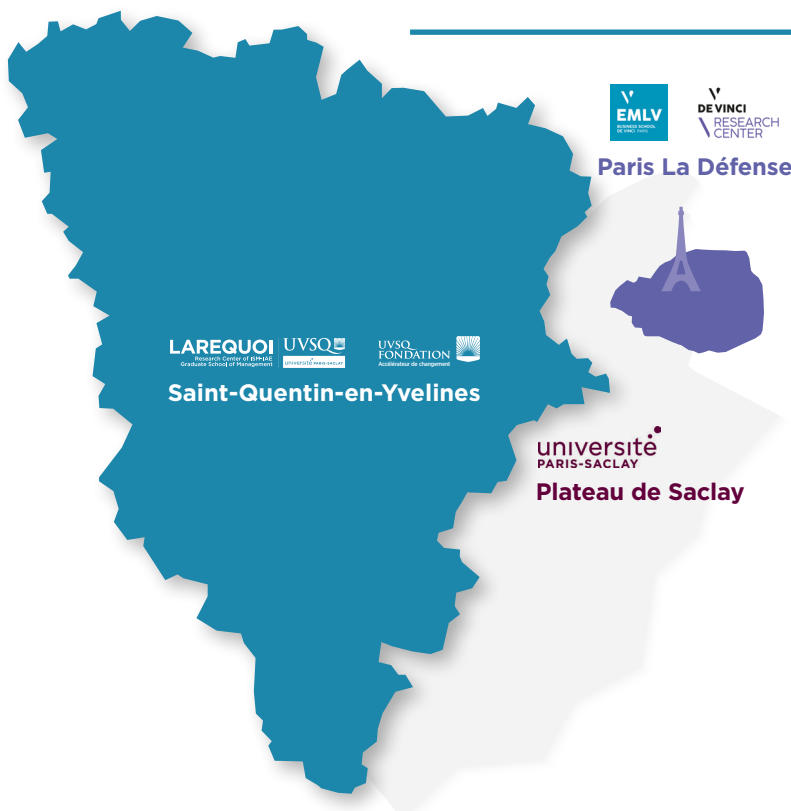 EMLV
BUSINESS SCHOOL
DE VINCI PARIS
DE VINCI
RESEARCH
CENTER
Paris La Défense
LAREQUOI
Research Center of ISM-IAE
Graduate School of Management
UVSQ
université PARIS-SACLAY
UVSQ
FONDATION
Accélérateur de changement
Saint-Quentin-en-Yvelines
université
PARIS-SACLAY
Plateau de Saclay